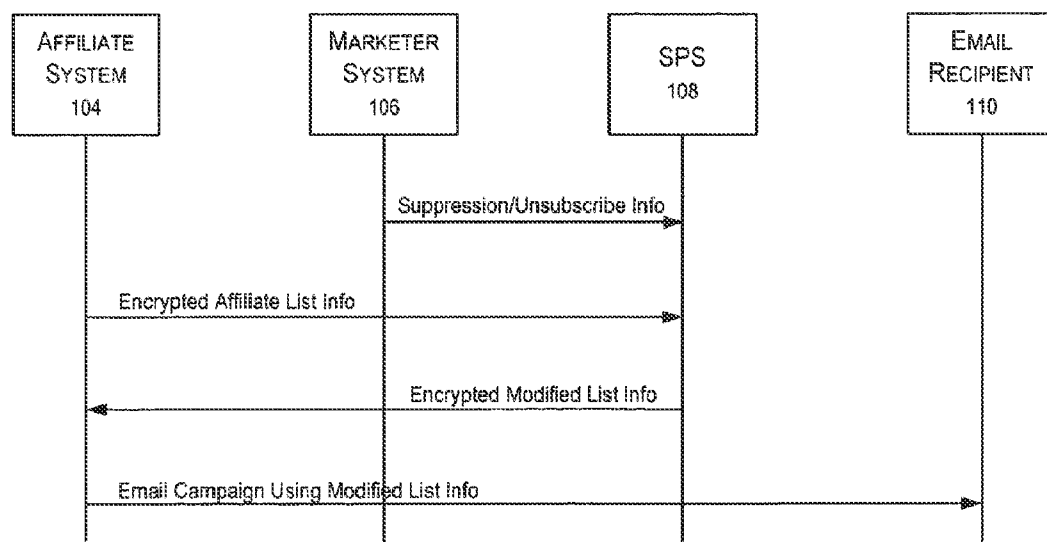 AFFILIATE
SYSTEM
104
MARKETER
SYSTEM
106
SPS
108
EMAIL
RECIPIENT
110
Suppression/Unsubscribe Info
Encrypted Affiliate List Info
Encrypted Modified List Info
Email Campaign Using Modified List Info